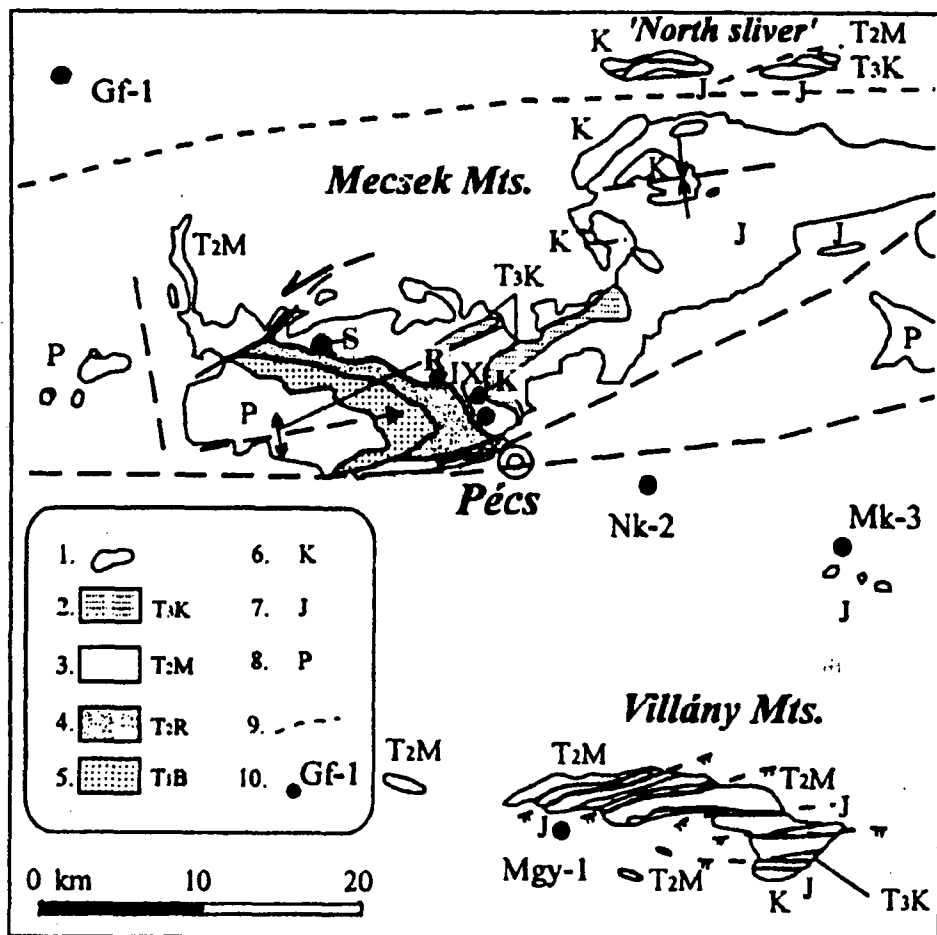 'North sliver'
K
T2M
T3K
J
J
Gf-1
K
Mecsek Mts.
K
T2M
K
J
J
T3K
P
S
R
IX
K
P
P
Pécs
Nk-2
Mk-3
J
1.
2. T3K
3. T2M
4. T2R
5. T1B
6. K
7. J
8. P
9.
10. Gf-1
T2M
Villány Mts.
T2M
T2M
J
J
Mgy-1
T2M
K
J
T3K
0 km 10 20